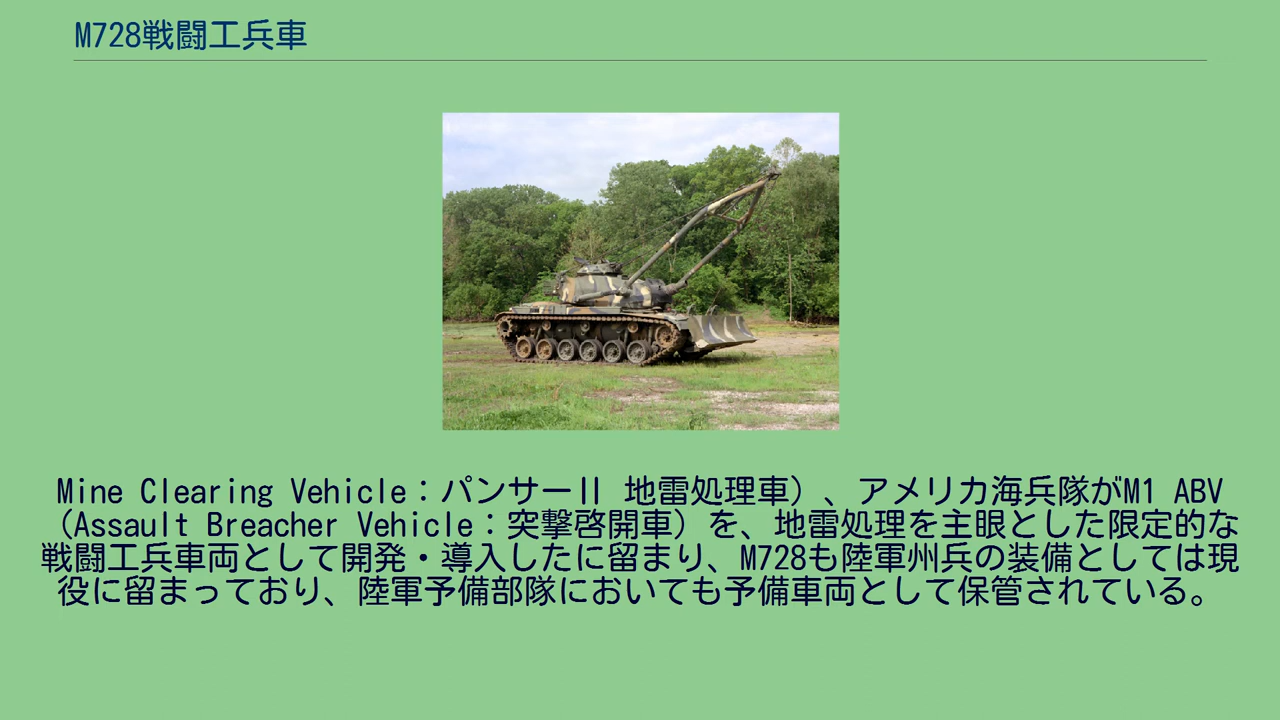 M728戦闘工兵車
Mine Clearing Vehicle：パンサーII 地雷処理車）、アメリカ海兵隊がM1 ABV
（Assault Breacher Vehicle：突撃啓開車）を、地雷処理を主眼とした限定的な
戦闘工兵車両として開発・導入したに留まり、M728も陸軍州兵の装備としては現
役に留まっており、陸軍予備部隊においても予備車両として保管されている。